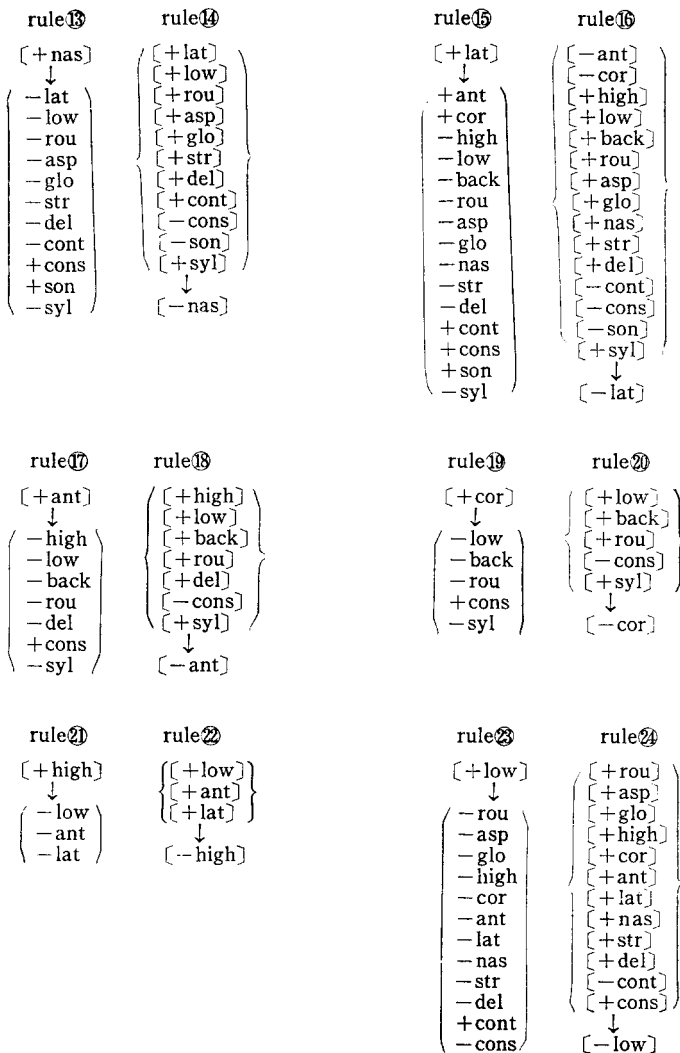 rule⑬
[+nas]
↓
-lat
-low
-rou
-asp
-glo
-str
-del
-cont
+cons
+son
-syl
rule⑭
[+lat]
[+low]
[+rou]
[+asp]
[+glo]
[+str]
[+del]
[+cont]
[-cons]
[-son]
[+syl]
↓
[-nas]
rule⑮
[+lat]
↓
+ant
+cor
-high
-low
-back
-rou
-asp
-glo
-nas
-str
-del
+cont
+cons
+son
-syl
rule⑯
[-ant]
[-cor]
[+high]
[+low]
[+back]
[+rou]
[+asp]
[+glo]
[+nas]
[+str]
[+del]
[-cont]
[-cons]
[-son]
[+syl]
↓
[-lat]
rule⑰
[+ant]
↓
-high
-low
-back
-rou
-del
+cons
-syl
rule⑱
[+high]
[+low]
[+back]
[+rou]
[+del]
[-cons]
[+syl]
↓
[-ant]
rule⑲
[+cor]
↓
-low
-back
-rou
+cons
-syl
rule⑳
[+low]
[+back]
[+rou]
[-cons]
[+syl]
↓
[-cor]
rule㉑
[+high]
↓
-low
-ant
-lat
rule㉒
[+low]
[+ant]
[+lat]
↓
[-high]
rule㉓
[+low]
↓
-rou
-asp
-glo
-high
-cor
-ant
-lat
-nas
-str
-del
+cont
-cons
rule㉔
[+rou]
[+asp]
[+glo]
[+high]
[+cor]
[+ant]
[+lat]
[+nas]
[+str]
[+del]
[-cont]
[+cons]
↓
[-low]